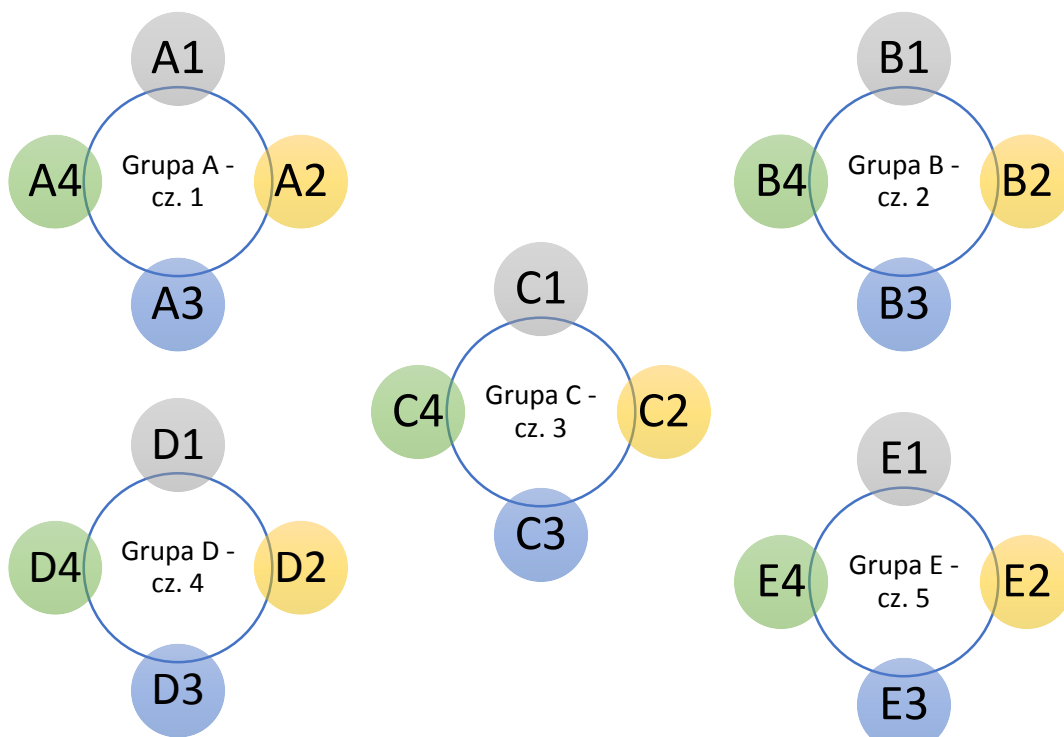 A1
A4
Grupa A -
cz. 1
A2
A3
B1
B4
Grupa B -
cz. 2
B2
B3
C1
C4
Grupa C -
cz. 3
C2
C3
D1
D4
Grupa D -
cz. 4
D2
D3
E1
E4
Grupa E -
cz. 5
E2
E3